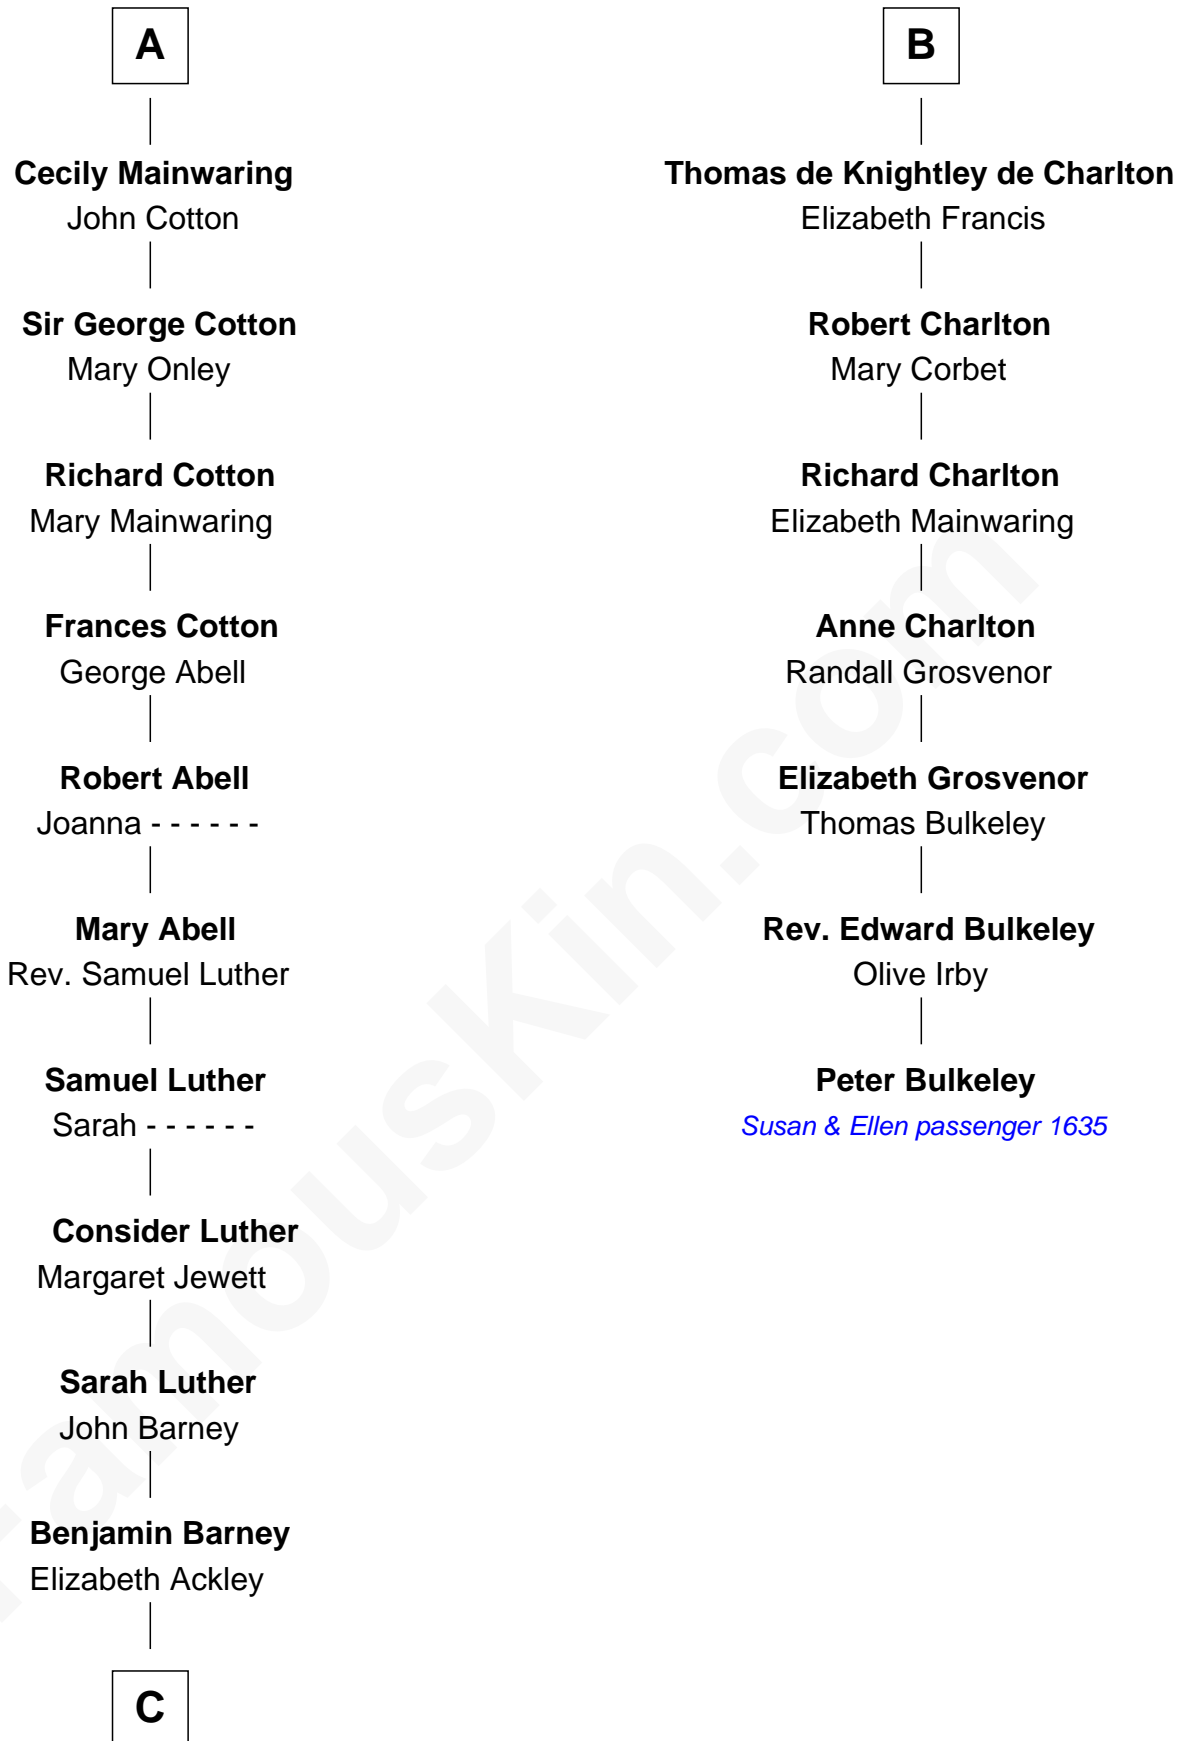 A
Cecily Mainwaring
John Cotton
Sir George Cotton
Mary Onley
Richard Cotton
Mary Mainwaring
Frances Cotton
George Abell
Robert Abell
Joanna - - - - - -
Mary Abell
Rev. Samuel Luther
Samuel Luther
Sarah - - - - - -
Consider Luther
Margaret Jewett
Sarah Luther
John Barney
Benjamin Barney
Elizabeth Ackley
C
B
Thomas de Knightley de Charlton
Elizabeth Francis
Robert Charlton
Mary Corbet
Richard Charlton
Elizabeth Mainwaring
Anne Charlton
Randall Grosvenor
Elizabeth Grosvenor
Thomas Bulkeley
Rev. Edward Bulkeley
Olive Irby
Peter Bulkeley
Susan & Ellen passenger 1635
FamousKin.com